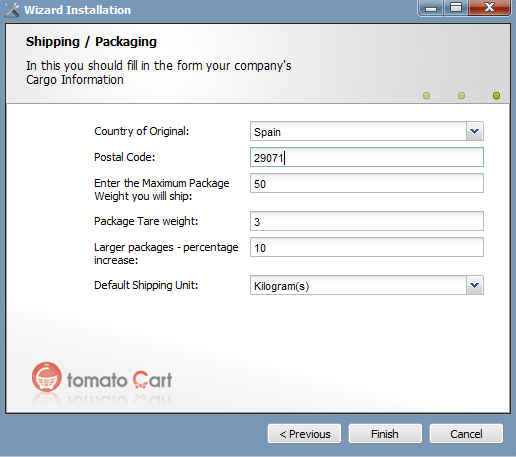 Wizard Installation
Shipping / Packaging
In this you should fill in the form your company's
Cargo Information
Country of Original: Spain
Postal Code: 29071
Enter the Maximum Package
Weight you will ship: 50
Package Tare weight: 3
Larger packages - percentage
increase: 10
Default Shipping Unit: Kilogram(s)
tomato Cart
< Previous Finish Cancel